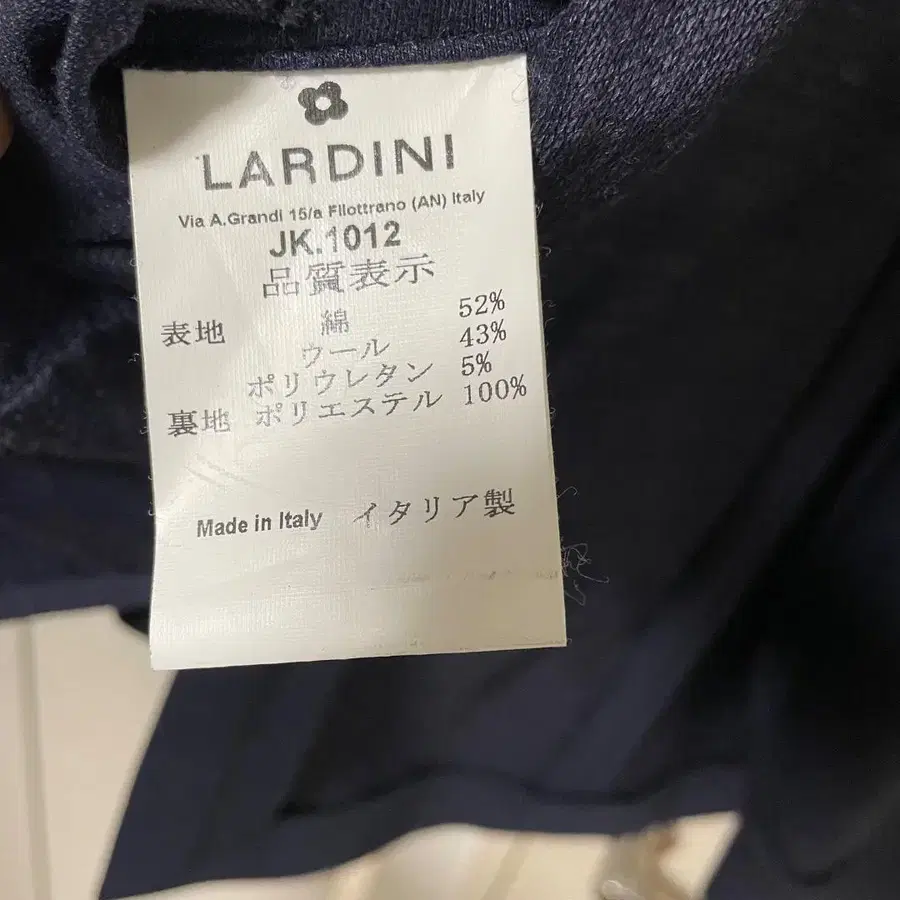 LARDINI
Via A.Grandi 15/a Filottrano (AN) Italy
JK.1012
品質表示
表地 綿 52%
ウール 43%
ポリウレタン 5%
裏地 ポリエステル 100%
Made in Italy イタリア製